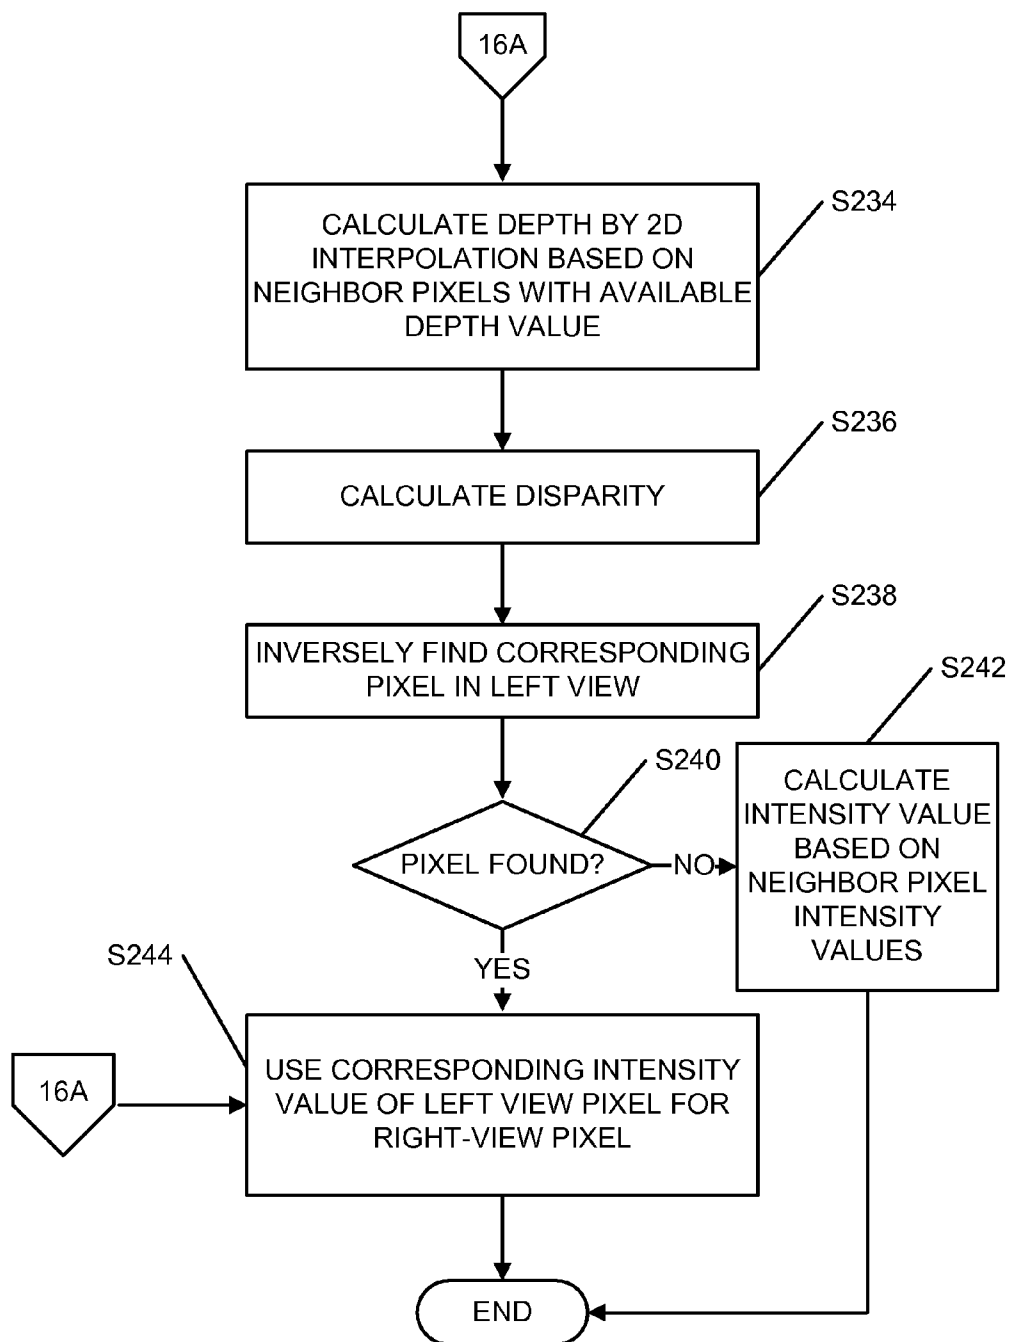 16A
S234
CALCULATE DEPTH BY 2D
INTERPOLATION BASED ON
NEIGHBOR PIXELS WITH AVAILABLE
DEPTH VALUE
S236
CALCULATE DISPARITY
S238
INVERSELY FIND CORRESPONDING
PIXEL IN LEFT VIEW
S242
S240
CALCULATE
INTENSITY VALUE
BASED ON
NEIGHBOR PIXEL
INTENSITY
VALUES
PIXEL FOUND?
NO
YES
S244
16A
USE CORRESPONDING INTENSITY
VALUE OF LEFT VIEW PIXEL FOR
RIGHT-VIEW PIXEL
END